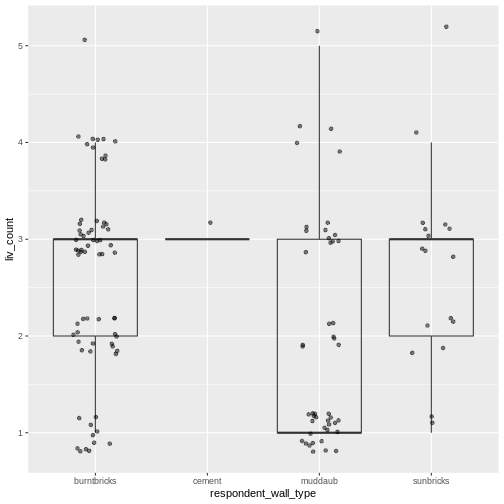 5
4
3
2
1
liv_count
burntbricks cement muddaub sunbricks
respondent_wall_type